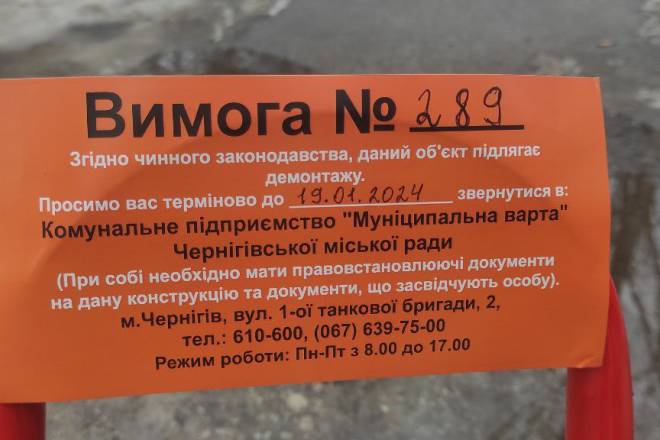 Вимога № 289
Згідно чинного законодавства, даний об'єкт підлягає
демонтажу.
Просимо вас терміново до 19.01.2024 звернутися в:
Комунальне підприємство "Муніципальна варта"
Чернігівської міської ради
(При собі необхідно мати правовстановлюючі документи
на дану конструкцію та документи, що засвідчують особу).
м.Чернігів, вул. 1-ої танкової бригади, 2,
тел.: 610-600, (067) 639-75-00
Режим роботи: Пн-Пт з 8.00 до 17.00